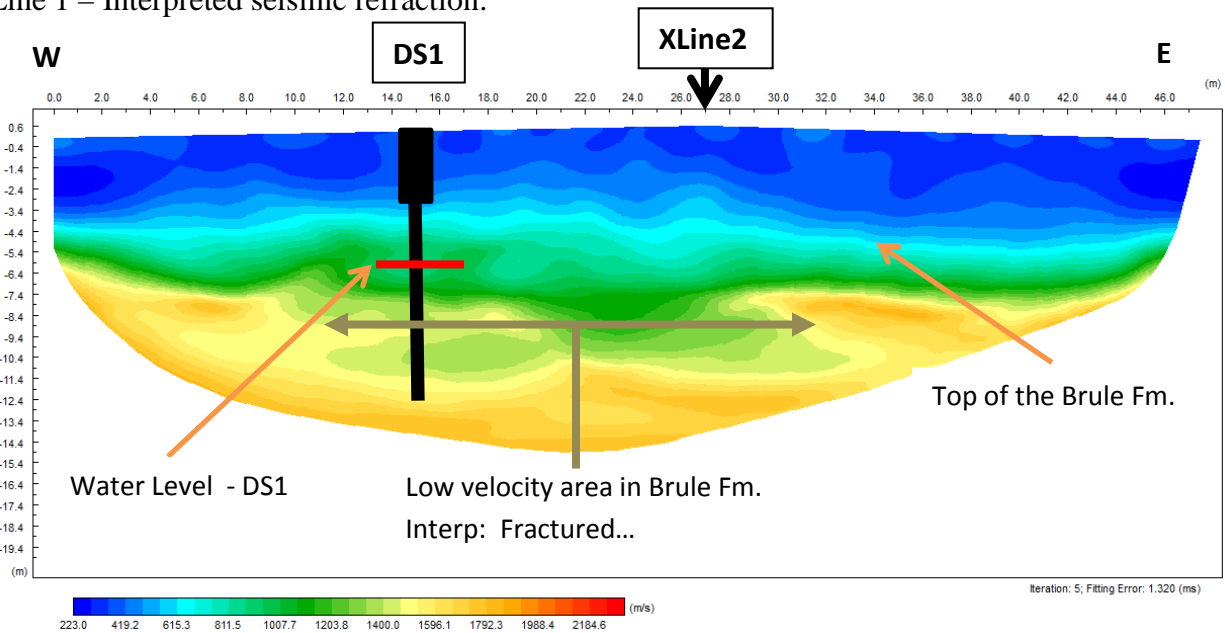 Line 1 – Interpreted seismic refraction.
W
DS1
XLine2
E
(m)
0.0 2.0 4.0 6.0 8.0 10.0 12.0 14.0 16.0 18.0 20.0 22.0 24.0 26.0 28.0 30.0 32.0 34.0 36.0 38.0 40.0 42.0 44.0 46.0
0.6
-0.4
-1.4
-2.4
-3.4
-4.4
-5.4
-6.4
-7.4
-8.4
-9.4
-10.4
-11.4
-12.4
-13.4
-14.4
-15.4
-16.4
-17.4
-18.4
-19.4
(m)
Top of the Brule Fm.
Water Level - DS1
Low velocity area in Brule Fm.
Interp: Fractured...
Iteration: 5; Fitting Error: 1.320 (ms)
(m/s)
223.0 419.2 615.3 811.5 1007.7 1203.8 1400.0 1596.1 1792.3 1988.4 2184.6